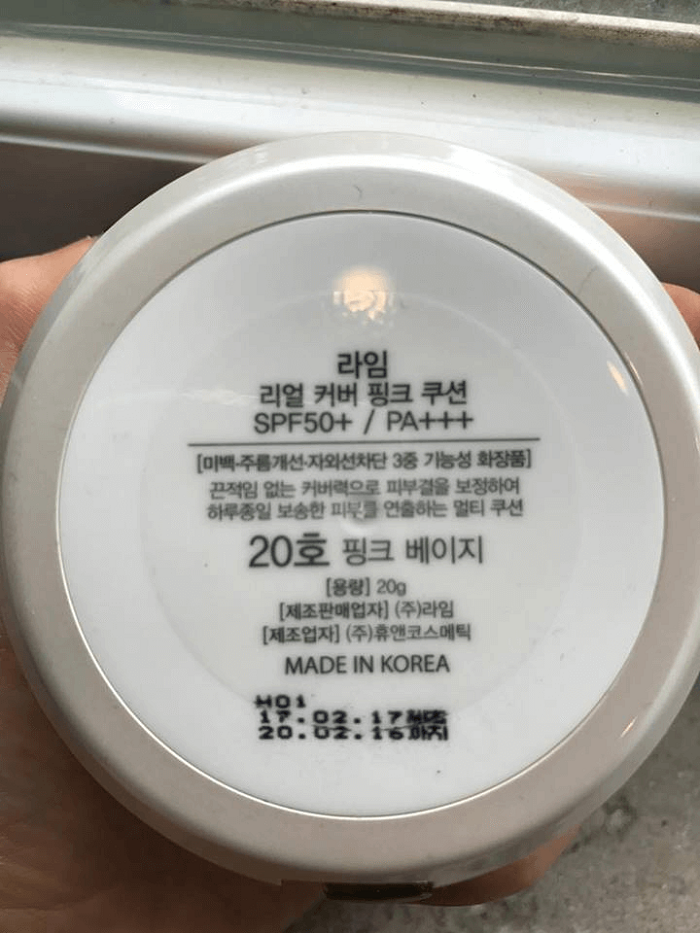 라임
리얼 커버 핑크 쿠션
SPF50+ / PA+++
[미백·주름개선·자외선차단 3중 기능성 화장품]
끈적임 없는 커버력으로 피부결을 보정하여
하루종일 보송한 피부를 연출하는 멀티 쿠션
20호 핑크 베이지
[용량] 20g
[제조판매업자] (주)라임
[제조업자] (주)휴앤코스메틱
MADE IN KOREA
H01
17.02.17 제조
20.02.16 까지